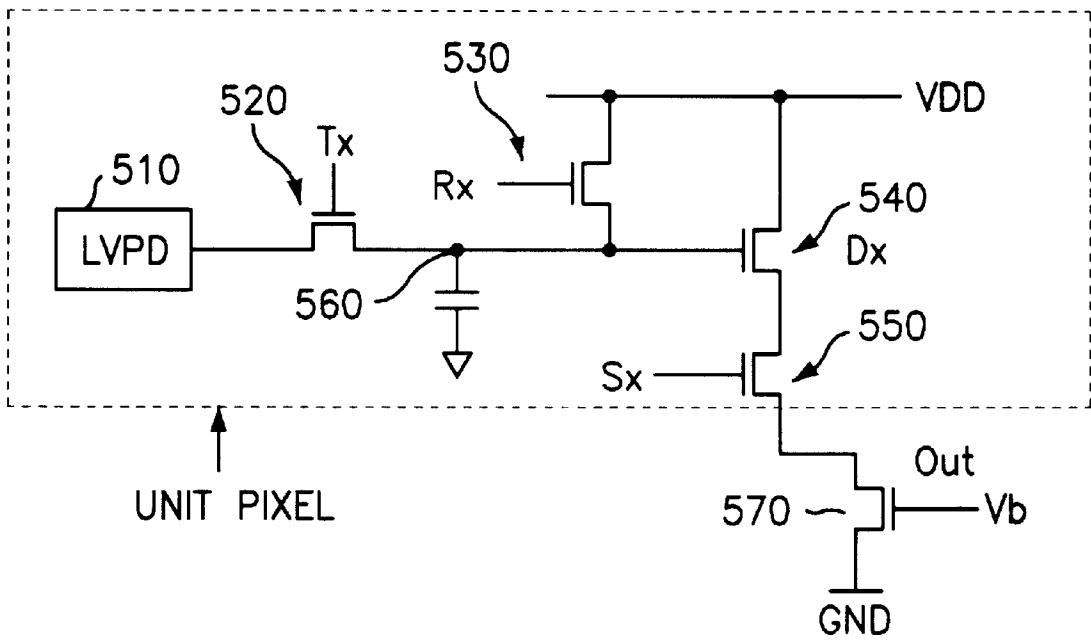 530
VDD
520
Tx
510
Rx
540
LVPD
Dx
560
550
Sx
UNIT PIXEL
Out
570
Vb
GND